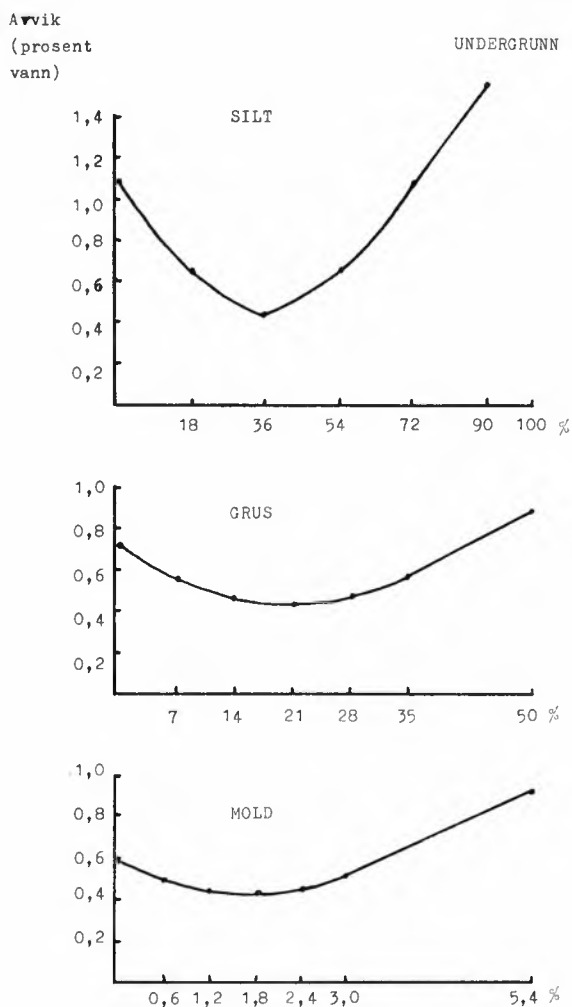 Avvik
(prosent
vann)
UNDERGRUNN
SILT
1,4
1,2
1,0
0,8
0,6
0,4
0,2
18 36 54 72 90 100 %
GRUS
1,0
0,8
0,6
0,4
0,2
7 14 21 28 35 50 %
MOLD
1,0
0,8
0,6
0,4
0,2
0,6 1,2 1,8 2,4 3,0 5,4 %